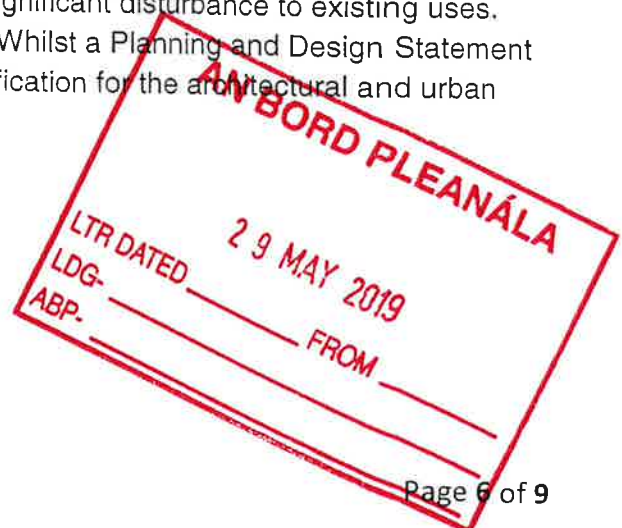 gnificant disturbance to existing uses.
Whilst a Planning and Design Statement
fication for the architectural and urban
AN BORD PLEANÁLA
29 MAY 2019
LTR DATED FROM
LDG-
ABP-
Page 6 of 9